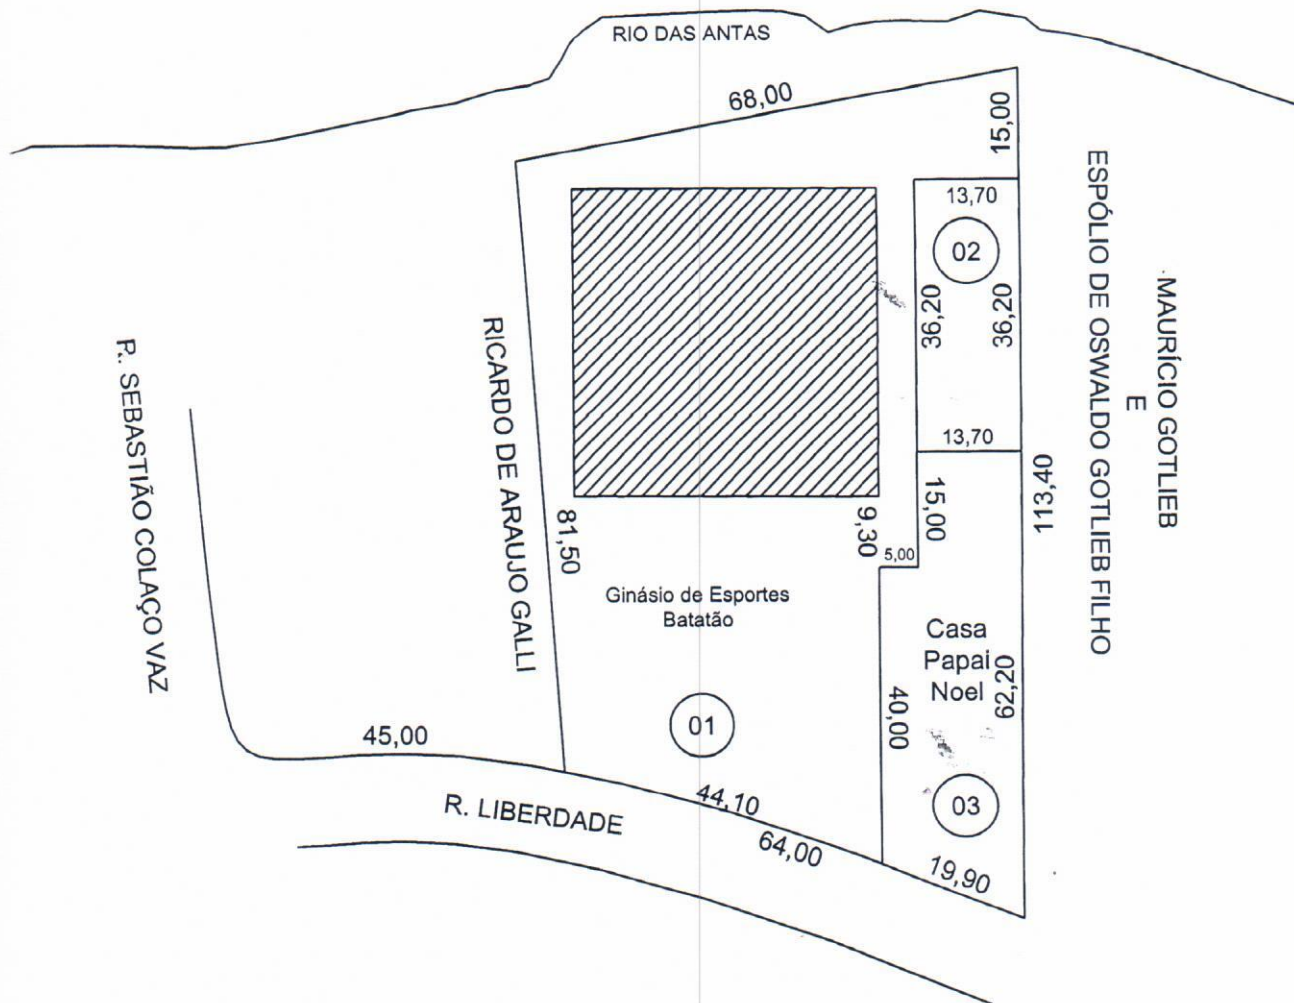 RIO DAS ANTAS
68,00
15,00
13,70
02
36,20
36,20
13,70
113,40
ESPÓLIO DE OSWALDO GOTLIEB FILHO
MAURÍCIO GOTLIEB
E
RICARDO DE ARAUJO GALLI
R. SEBASTIÃO COLAÇO VAZ
81,50
9,30
15,00
5,00
Ginásio de Esportes
Batatão
Casa
Papai
Noel
62,20
40,00
01
03
45,00
44,10
R. LIBERDADE
64,00
19,90